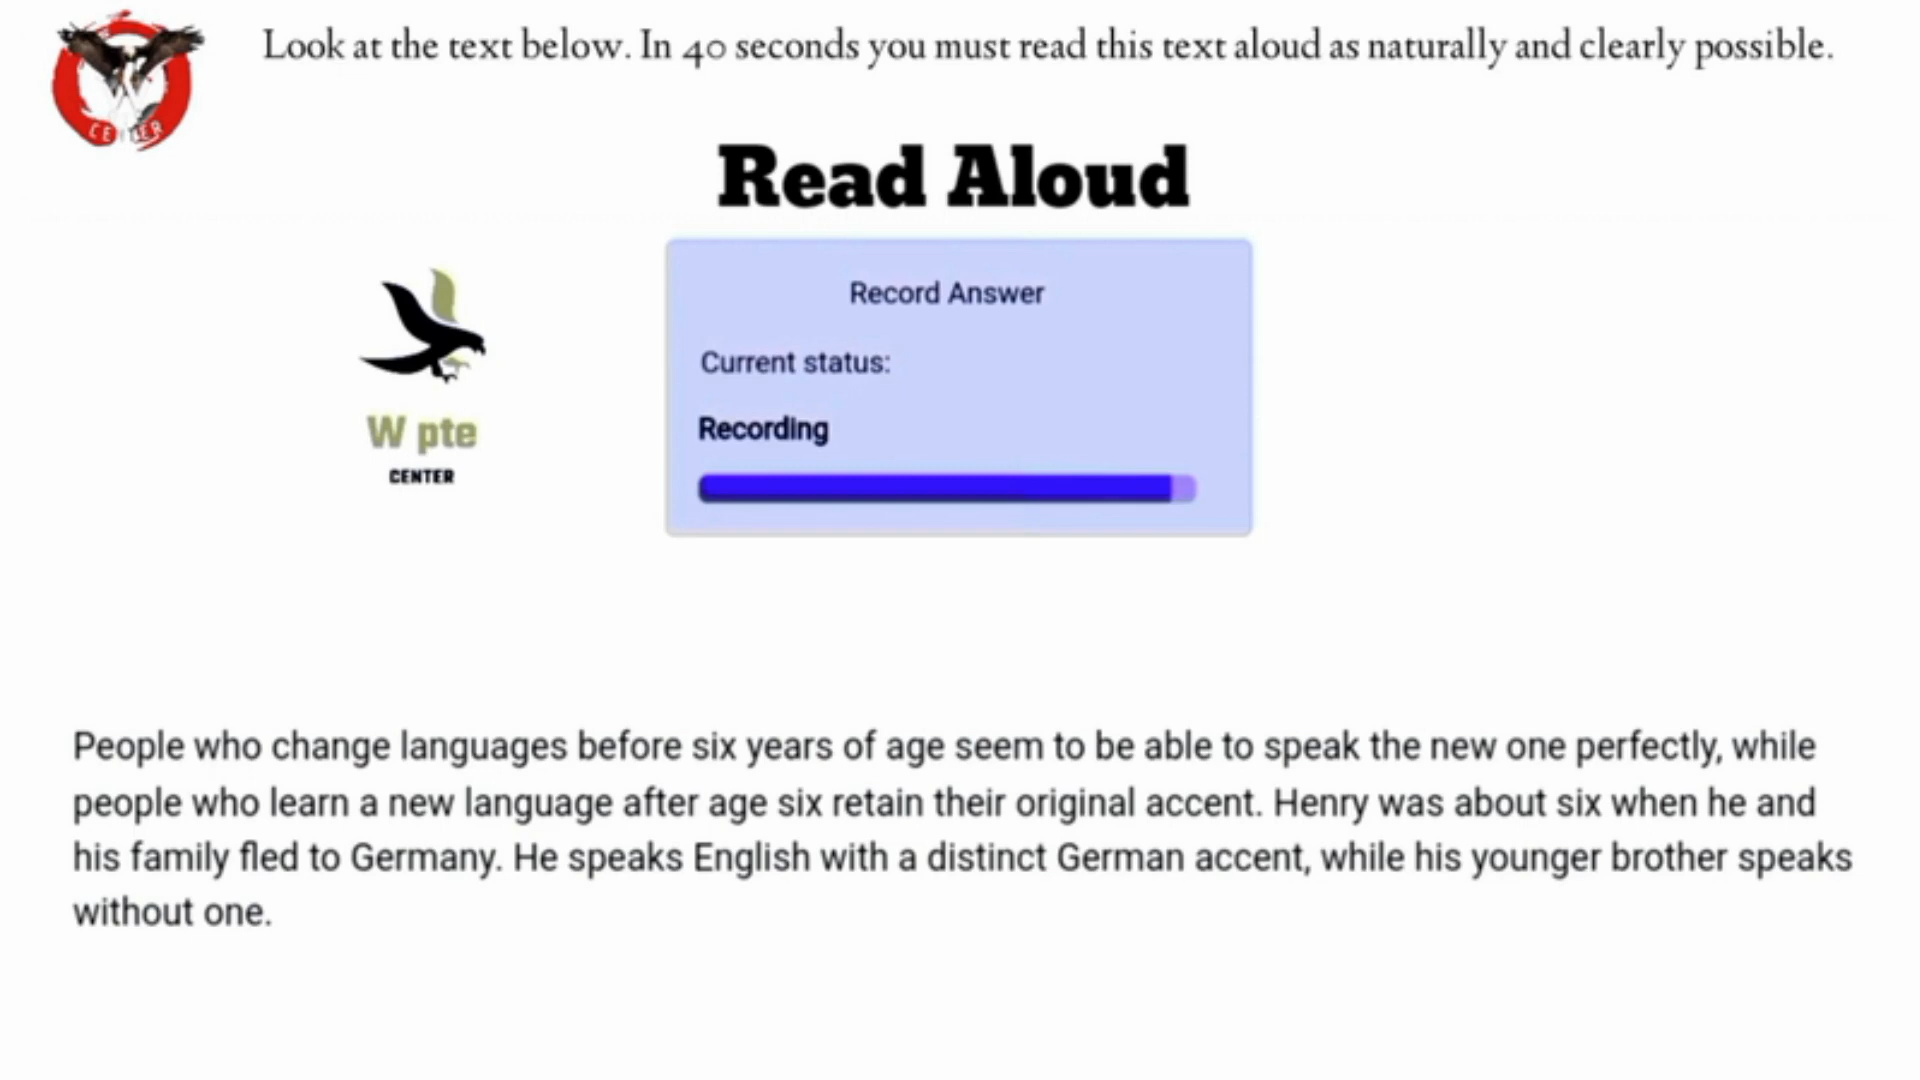 Look at the text below. In 40 seconds you must read this text aloud as naturally and clearly possible.
CENTER
Read Aloud
Record Answer
Current status:
Recording
W pte
CENTER
People who change languages before six years of age seem to be able to speak the new one perfectly, while
people who learn a new language after age six retain their original accent. Henry was about six when he and
his family fled to Germany. He speaks English with a distinct German accent, while his younger brother speaks
without one.